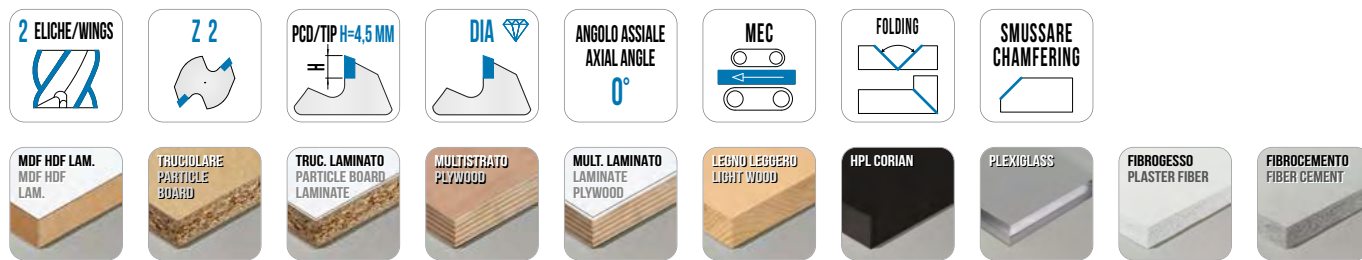 2 ELICHE/WINGS
Z 2
PCD/TIP H=4,5 MM
H
DIA
ANGOLO ASSIALE
AXIAL ANGLE
0°
MEC
FOLDING
SMUSSARE
CHAMFERING
MDF HDF LAM.
MDF HDF
LAM.
TRUCIOLARE
PARTICLE
BOARD
TRUC. LAMINATO
PARTICLE BOARD
LAMINATE
MULTISTRATO
PLYWOOD
MULT. LAMINATO
LAMINATE
PLYWOOD
LEGNO LEGGERO
LIGHT WOOD
HPL CORIAN
PLEXIGLASS
FIBROGESSO
PLASTER FIBER
FIBROCEMENTO
FIBER CEMENT